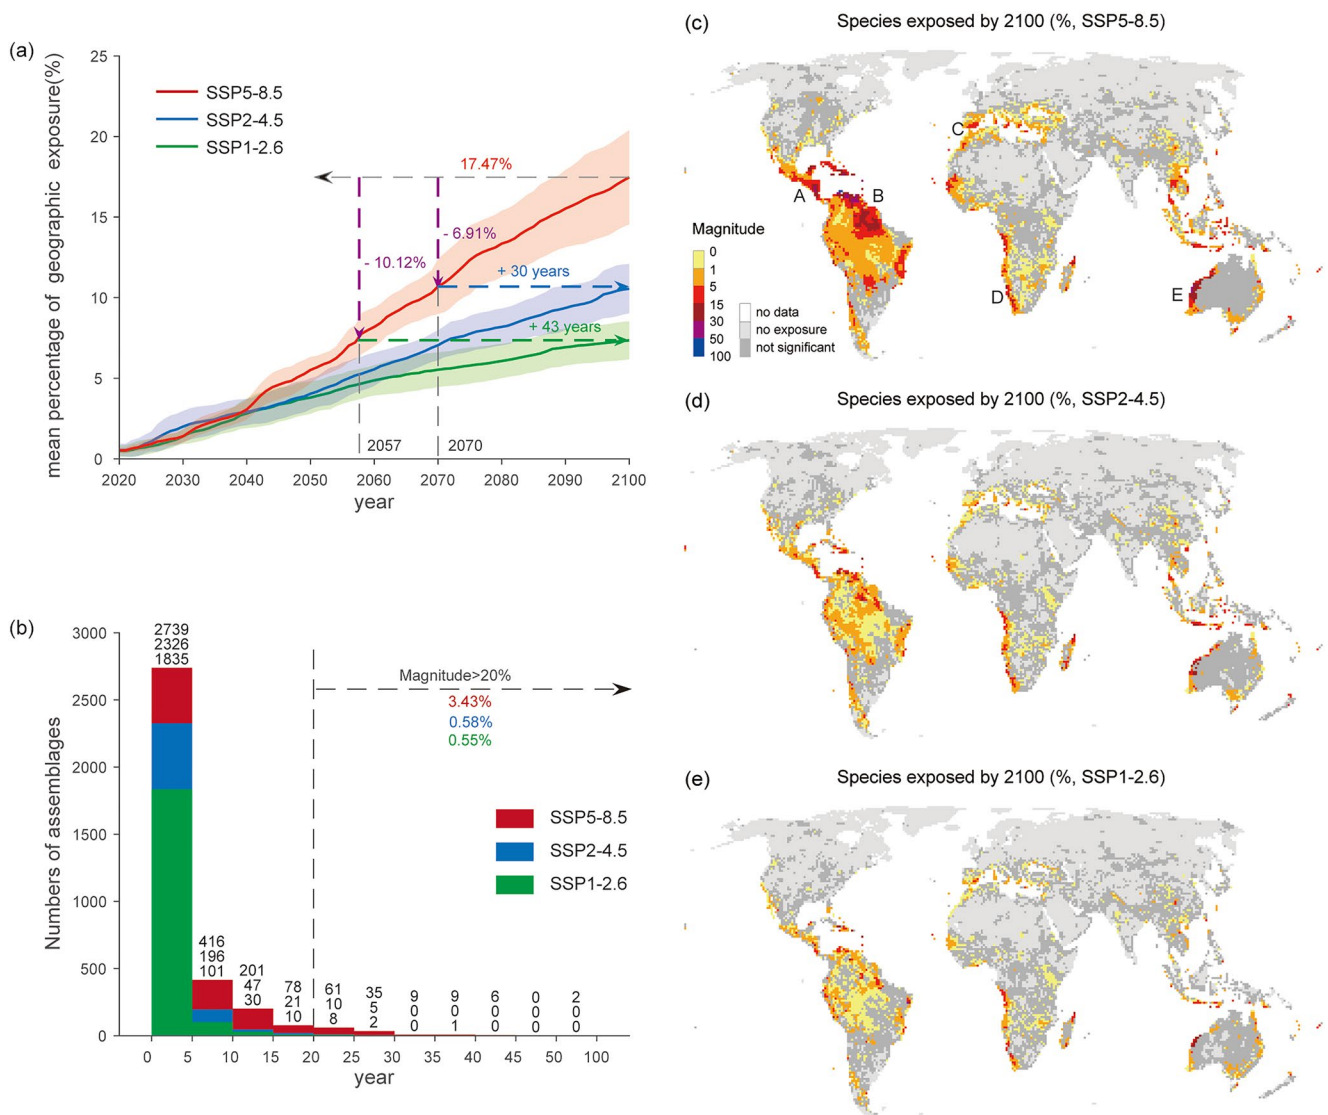 (a)
mean percentage of geographic exposure(%)
25
20
15
10
5
0
SSP5-8.5
SSP2-4.5
SSP1-2.6
17.47%
- 6.91%
- 10.12%
+ 30 years
+ 43 years
2057
2070
2020 2030 2040 2050 2060 2070 2080 2090 2100
year
(b)
Numbers of assemblages
3000
2500
2000
1500
1000
500
0
2739
2326
1835
416
196
101
201
47
30
78
21
10
61
10
8
35
5
2
9
0
0
9
0
1
6
0
0
0
0
0
2
0
0
Magnitude>20%
3.43%
0.58%
0.55%
SSP5-8.5
SSP2-4.5
SSP1-2.6
0 5 10 15 20 25 30 35 40 45 50 100
year
(c)
Species exposed by 2100 (%, SSP5-8.5)
A
B
C
D
E
Magnitude
0
1
5
15
30
50
100
no data
no exposure
not significant
(d)
Species exposed by 2100 (%, SSP2-4.5)
(e)
Species exposed by 2100 (%, SSP1-2.6)